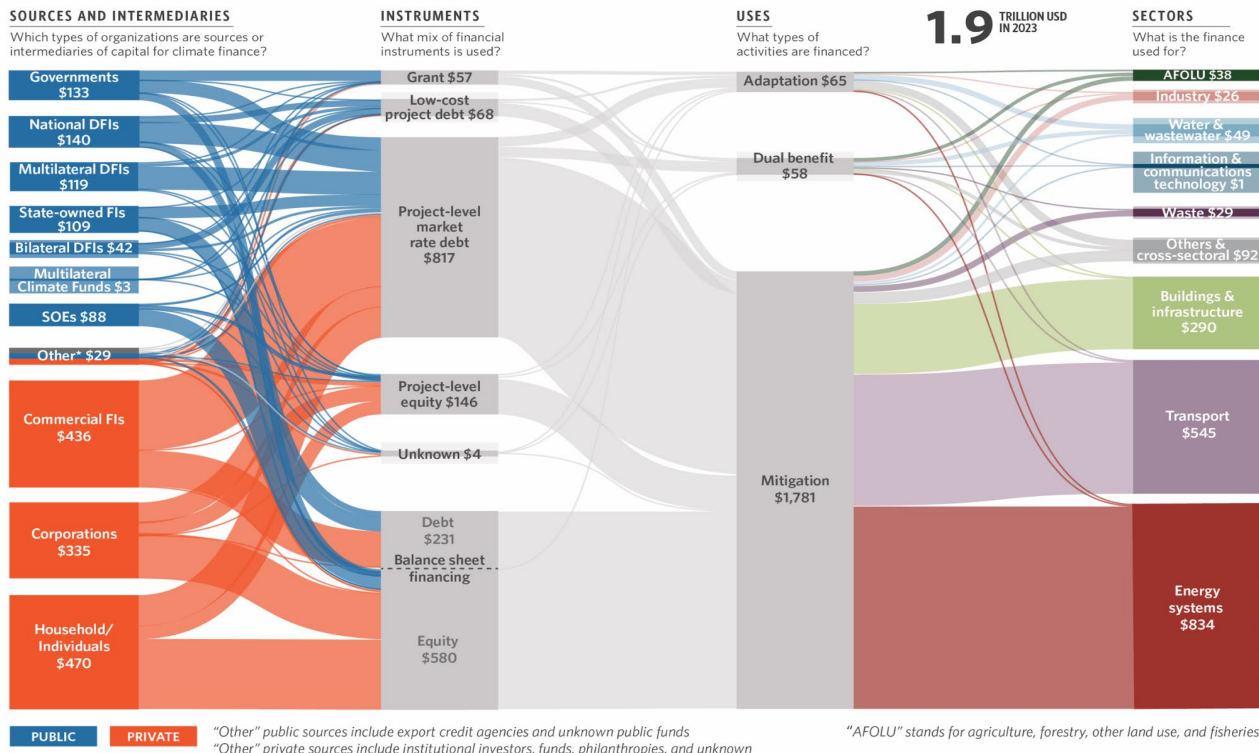 SOURCES AND INTERMEDIARIES
Which types of organizations are sources or
intermediaries of capital for climate finance?
Governments
$133
National DFIs
$140
Multilateral DFIs
$119
State-owned FIs
$109
Bilateral DFIs $42
Multilateral
Climate Funds $3
SOEs $88
Other* $29
Commercial FIs
$436
Corporations
$335
Household/
Individuals
$470
INSTRUMENTS
What mix of financial
instruments is used?
Grant $57
Low-cost
project debt $68
Project-level
market
rate debt
$817
Project-level
equity $146
Unknown $4
Debt
$231
Balance sheet
financing
Equity
$580
USES
What types of
activities are financed?
Adaptation $65
Dual benefit
$58
Mitigation
$1,781
1.9 TRILLION USD
IN 2023
SECTORS
What is the finance
used for?
AFOLU $38
Industry $26
Water &
wastewater $49
Information &
communications
technology $1
Waste $29
Others &
cross-sectoral $92
Buildings &
infrastructure
$290
Transport
$545
Energy
systems
$834
PUBLIC
PRIVATE
"Other" public sources include export credit agencies and unknown public funds
"Other" private sources include institutional investors, funds, philanthropies, and unknown
"AFOLU" stands for agriculture, forestry, other land use, and fisheries